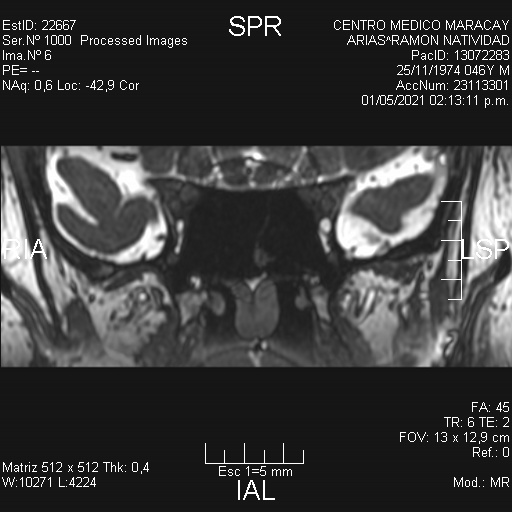 EstID: 22667
Ser.Nº 1000 Processed Images
Ima.Nº 6
PE= --
NAq: 0,6 Loc: -42,9 Cor
SPR
CENTRO MEDICO MARACAY
ARIAS^RAMON NATIVIDAD
PacID: 13072283
25/11/1974 046Y M
AccNum: 23113301
01/05/2021 02:13:11 p.m.
RIA
LSP
FA: 45
TR: 6 TE: 2
FOV: 13 x 12,9 cm
Ref.: 0
Matriz 512 x 512 Thk: 0,4
W:10271 L:4224
Esc 1=5 mm
IAL
Mod.: MR